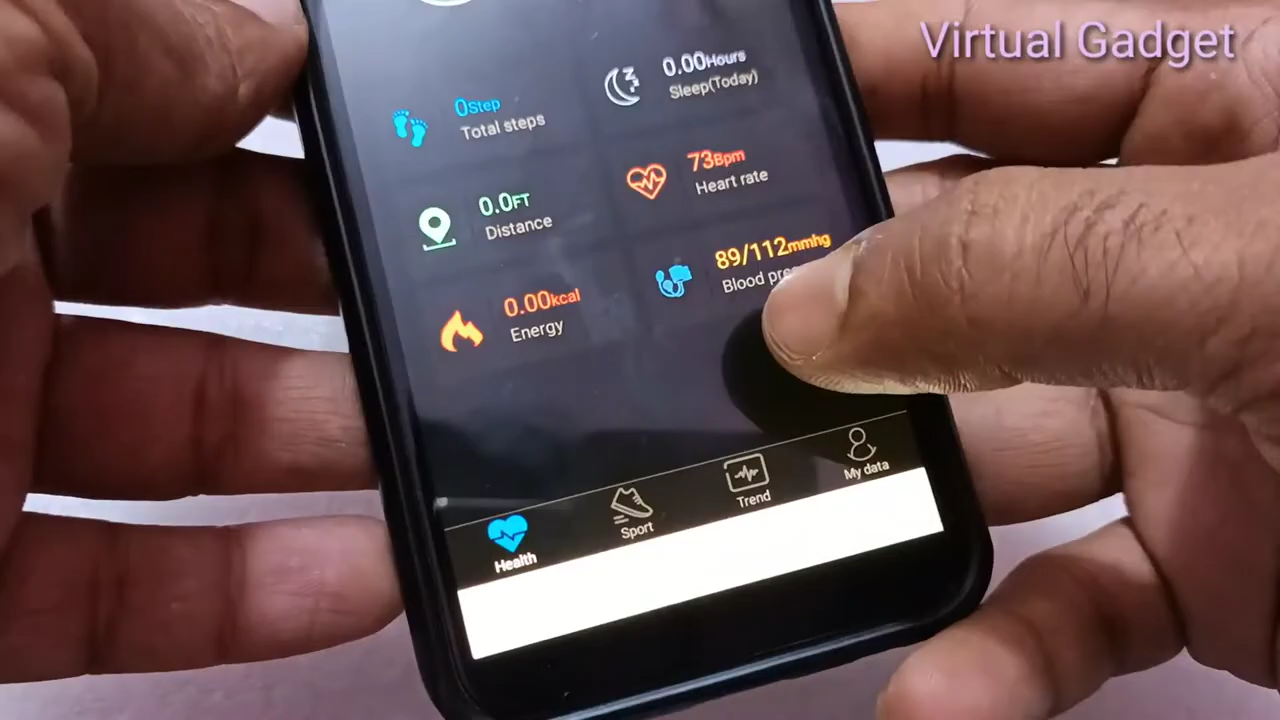 Virtual Gadget
0.00Hours
Sleep(Today)
0Step
Total steps
73Bpm
Heart rate
0.0FT
Distance
89/112mmhg
Blood
0.00kcal
Energy
My data
Trend
Sport
Health